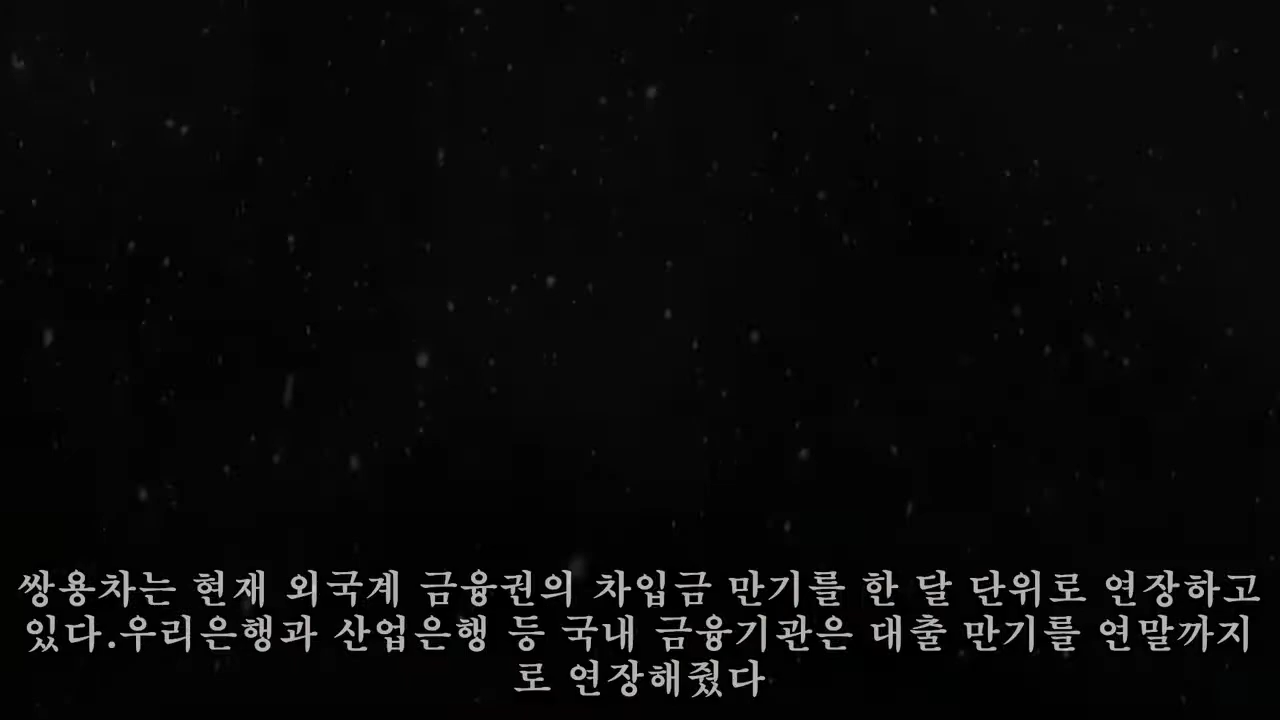 쌍용차는 현재 외국계 금융권의 차입금 만기를 한 달 단위로 연장하고
있다.우리은행과 산업은행 등 국내 금융기관은 대출 만기를 연말까지
로 연장해줬다